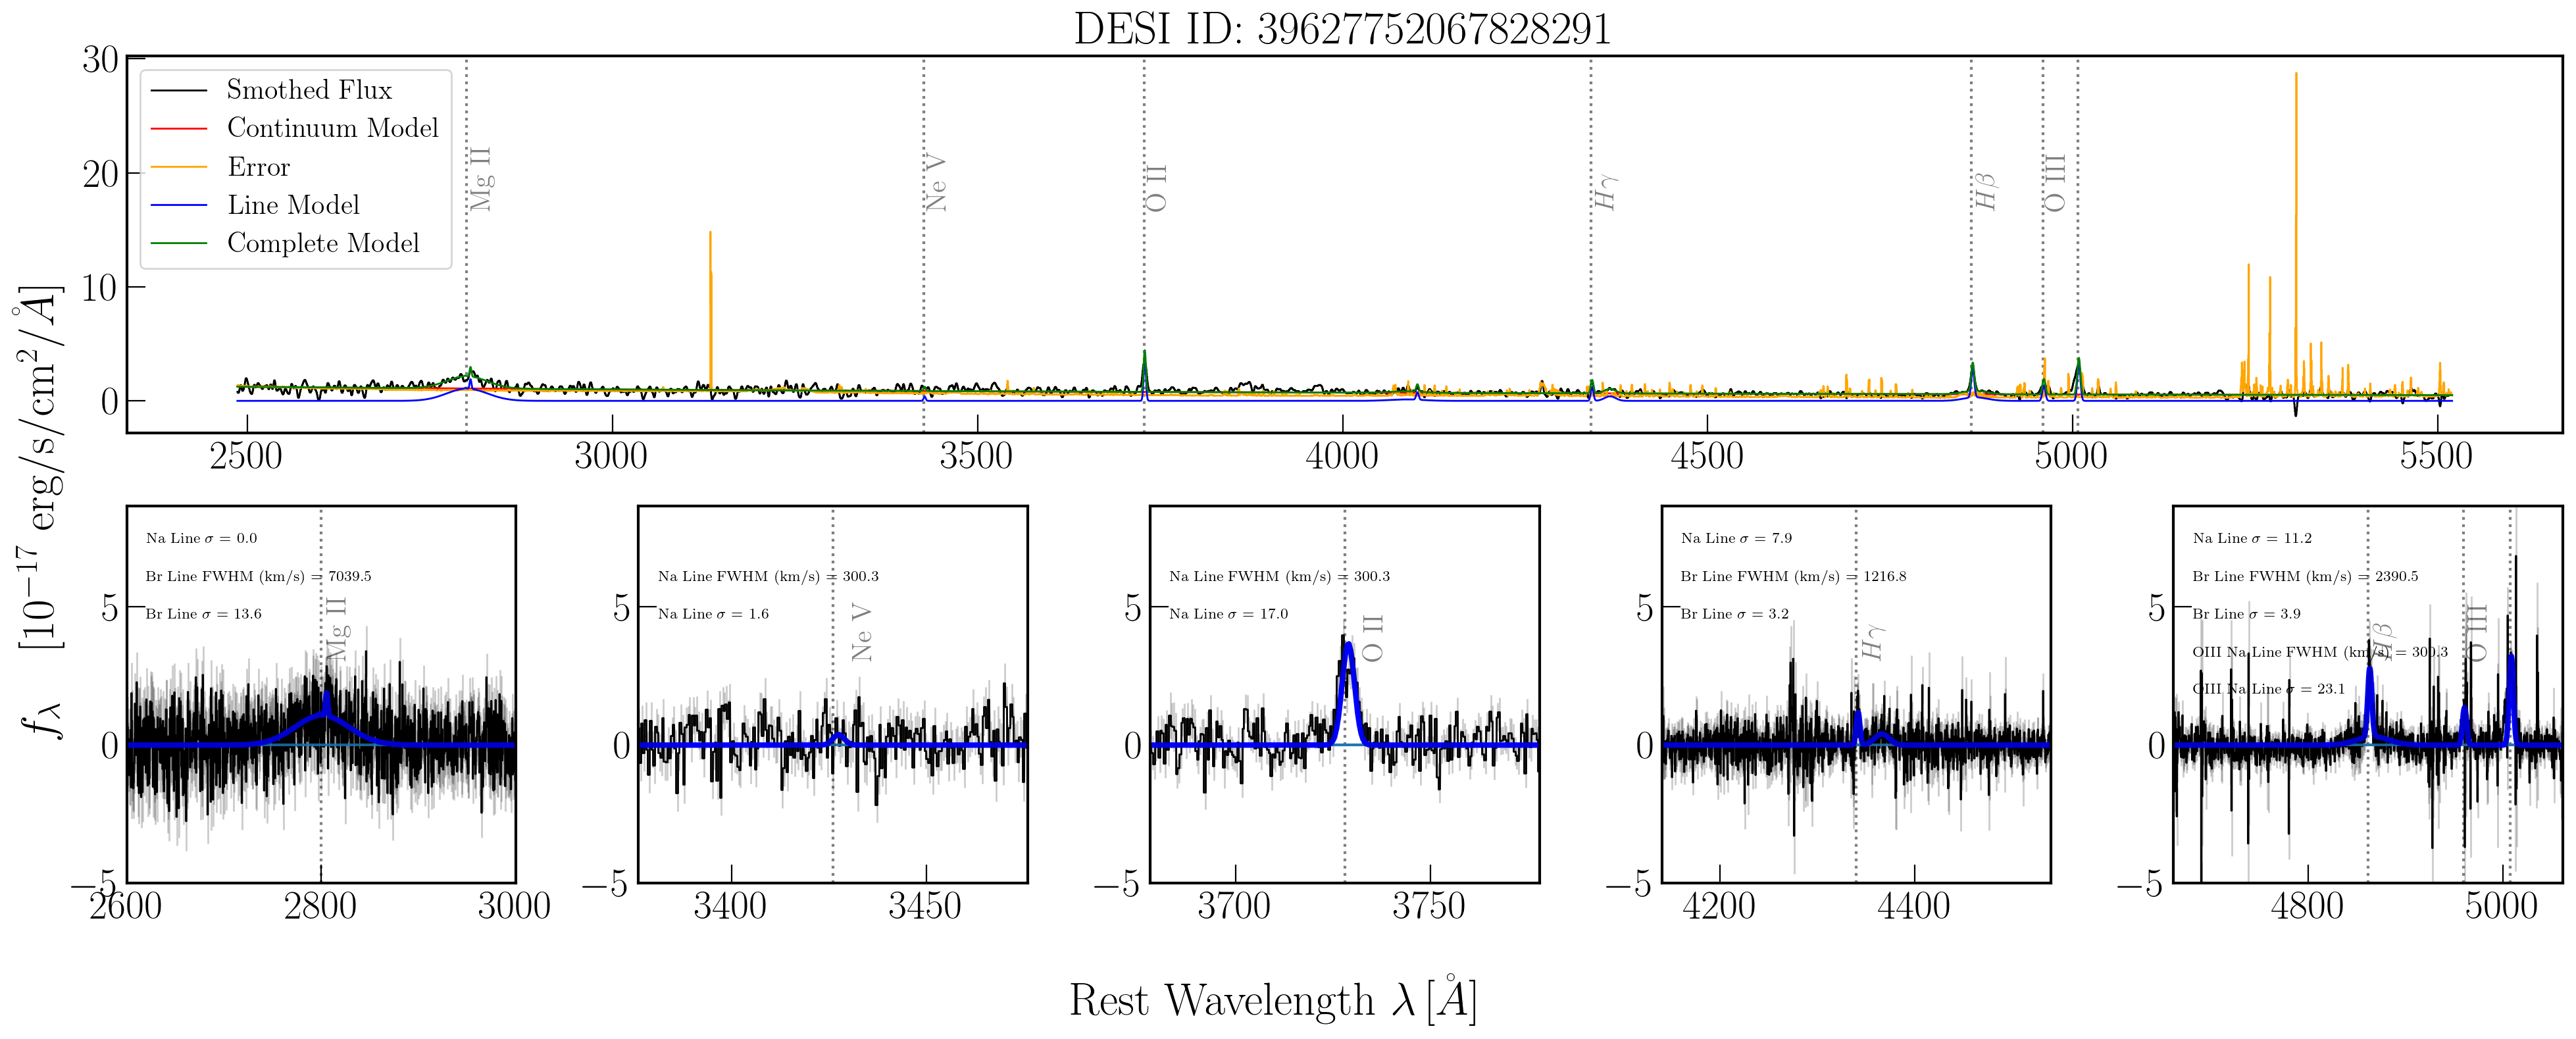 DESI ID: 39627752067828291
30
20
10
0
Smothed Flux
Continuum Model
Error
Line Model
Complete Model
Mg II
Ne V
O II
Hγ
Hβ
O III
2500 3000 3500 4000 4500 5000 5500
fλ [10−17 erg/s/cm2/Å]
Na Line σ = 0.0
Br Line FWHM (km/s) = 7039.5
Br Line σ = 13.6
Mg II
5
0
−5
2600 2800 3000
Na Line FWHM (km/s) = 300.3
Na Line σ = 1.6
Ne V
5
0
−5
3400 3450
Na Line FWHM (km/s) = 300.3
Na Line σ = 17.0
O II
5
0
−5
3700 3750
Na Line σ = 7.9
Br Line FWHM (km/s) = 1216.8
Br Line σ = 3.2
Hγ
5
0
−5
4200 4400
Na Line σ = 11.2
Br Line FWHM (km/s) = 2390.5
Br Line σ = 3.9
OIII Na Line FWHM (km/s) = 300.3
OIII Na Line σ = 23.1
Hβ
O III
5
0
−5
4800 5000
Rest Wavelength λ [Å]